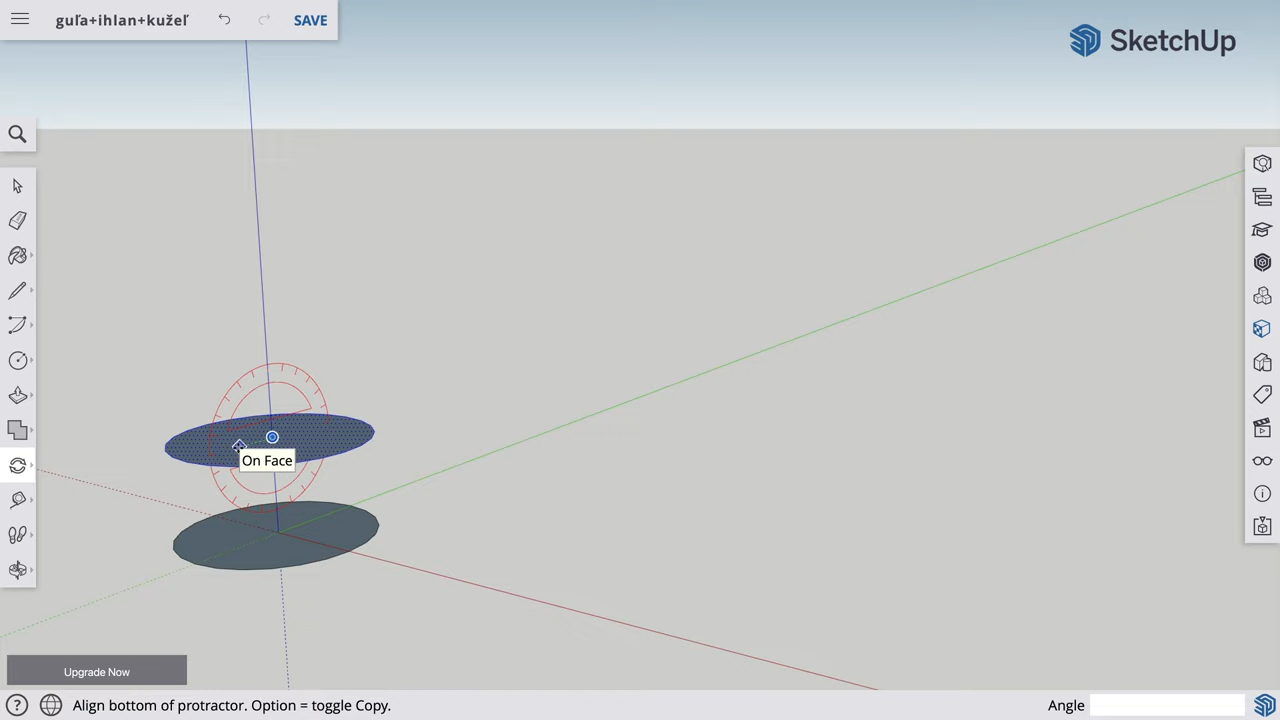 guľa+ihlan+kužeľ
SAVE
SketchUp
On Face
Upgrade Now
Align bottom of protractor. Option = toggle Copy.
Angle